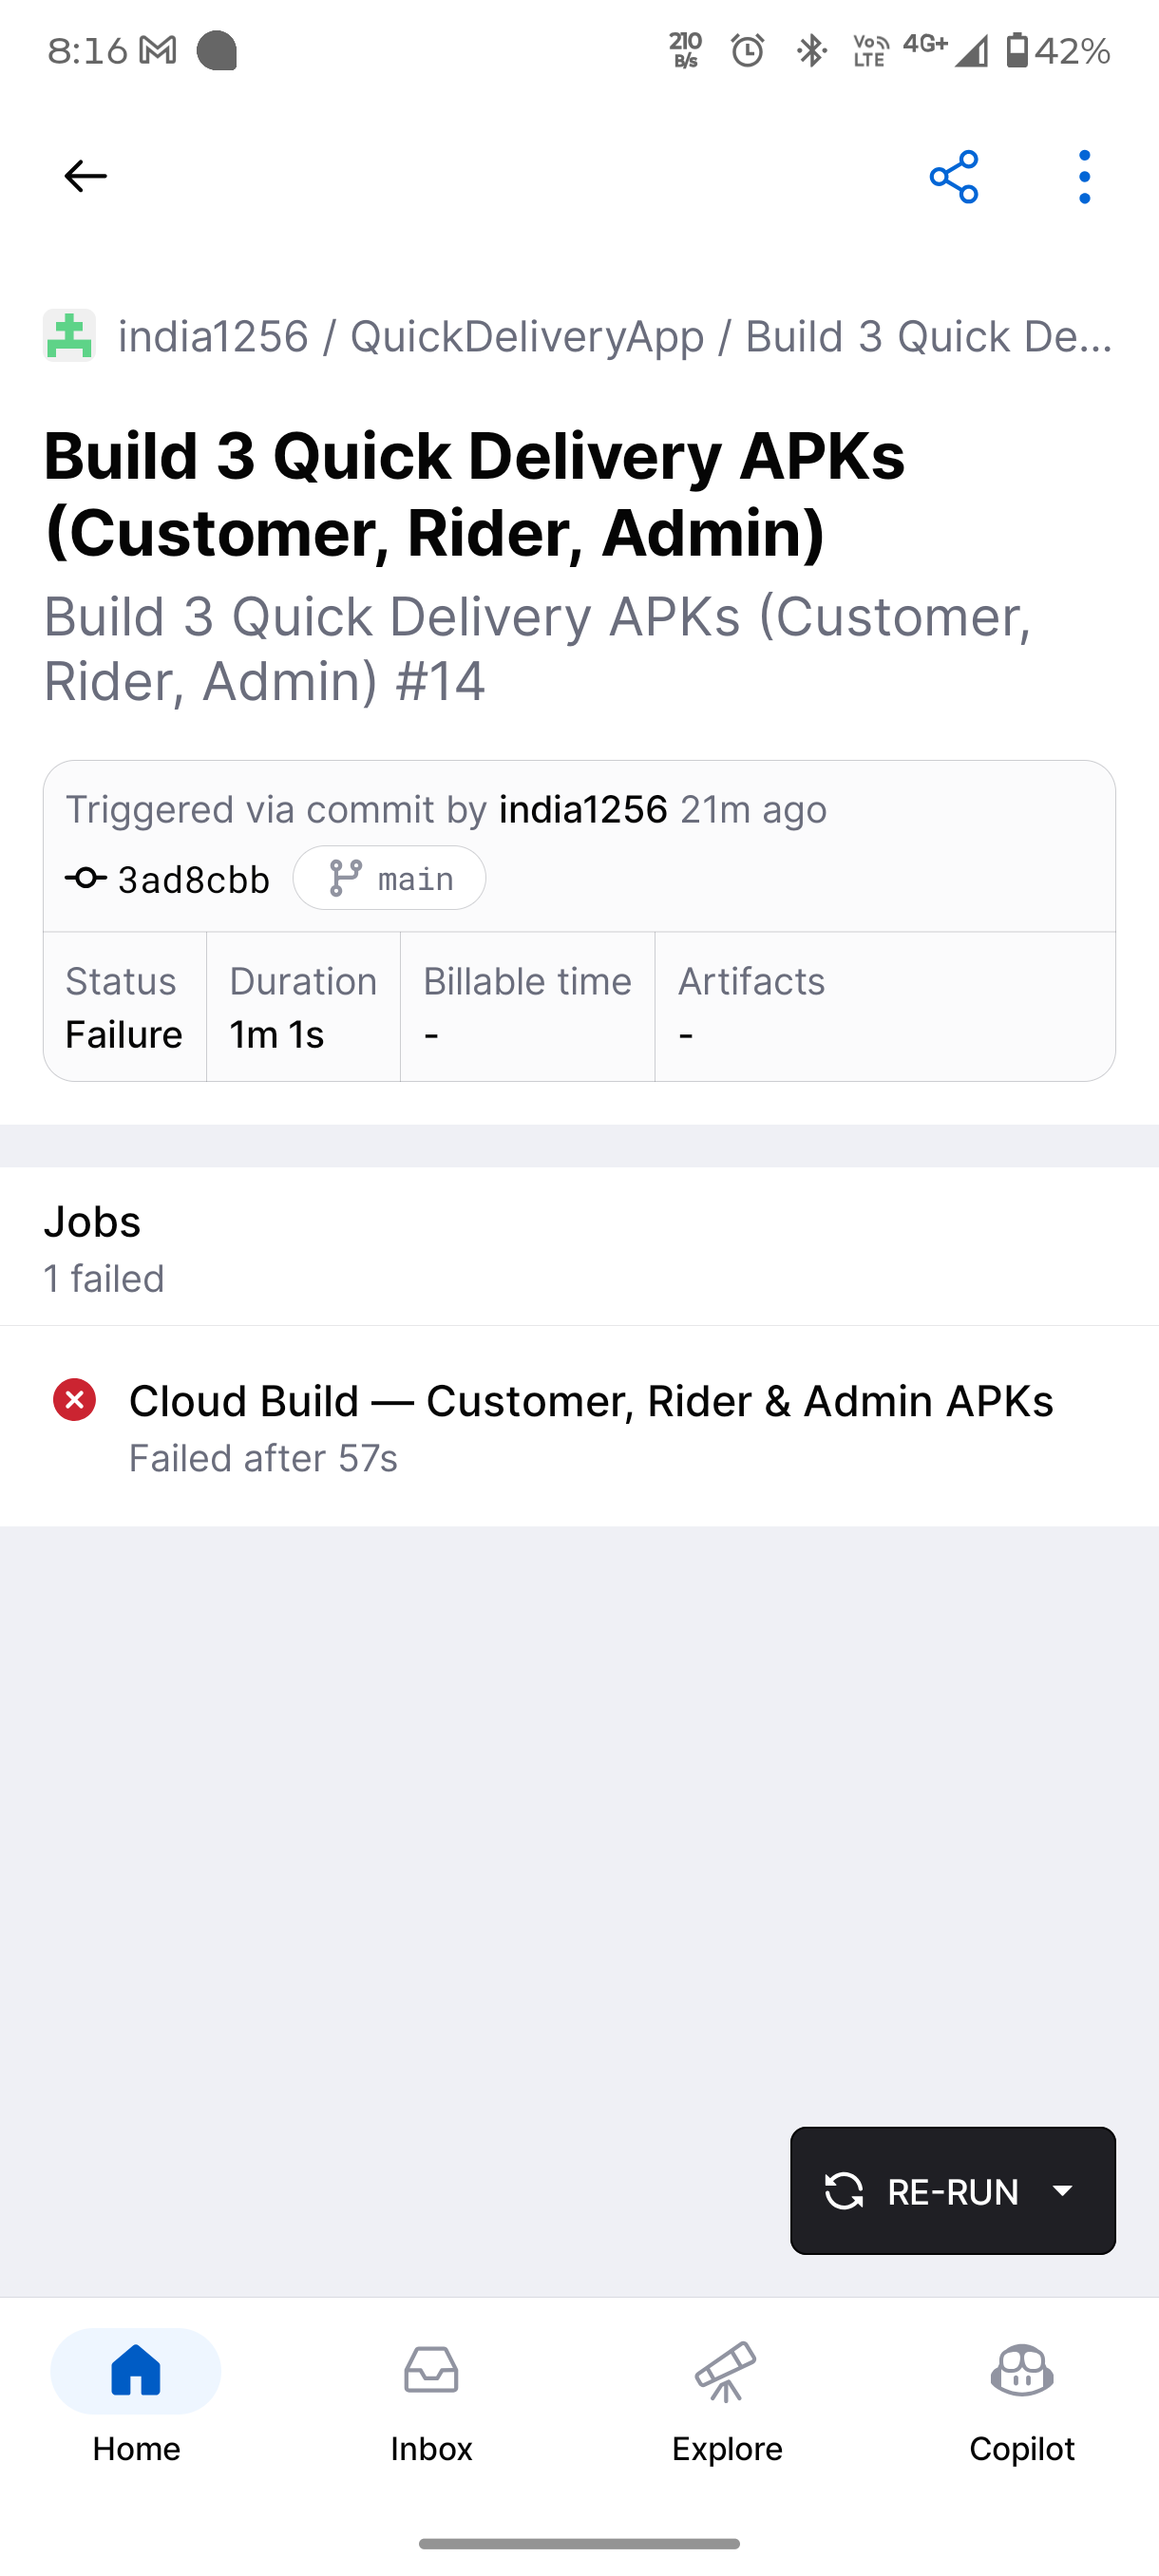 8:16
210 B/s Vo LTE 4G+ 42%
india1256 / QuickDeliveryApp / Build 3 Quick De...
Build 3 Quick Delivery APKs
(Customer, Rider, Admin)
Build 3 Quick Delivery APKs (Customer,
Rider, Admin) #14
Triggered via commit by india1256 21m ago
3ad8cbb main
Status Duration Billable time Artifacts
Failure 1m 1s - -
Jobs
1 failed
Cloud Build — Customer, Rider & Admin APKs
Failed after 57s
RE-RUN
Home Inbox Explore Copilot